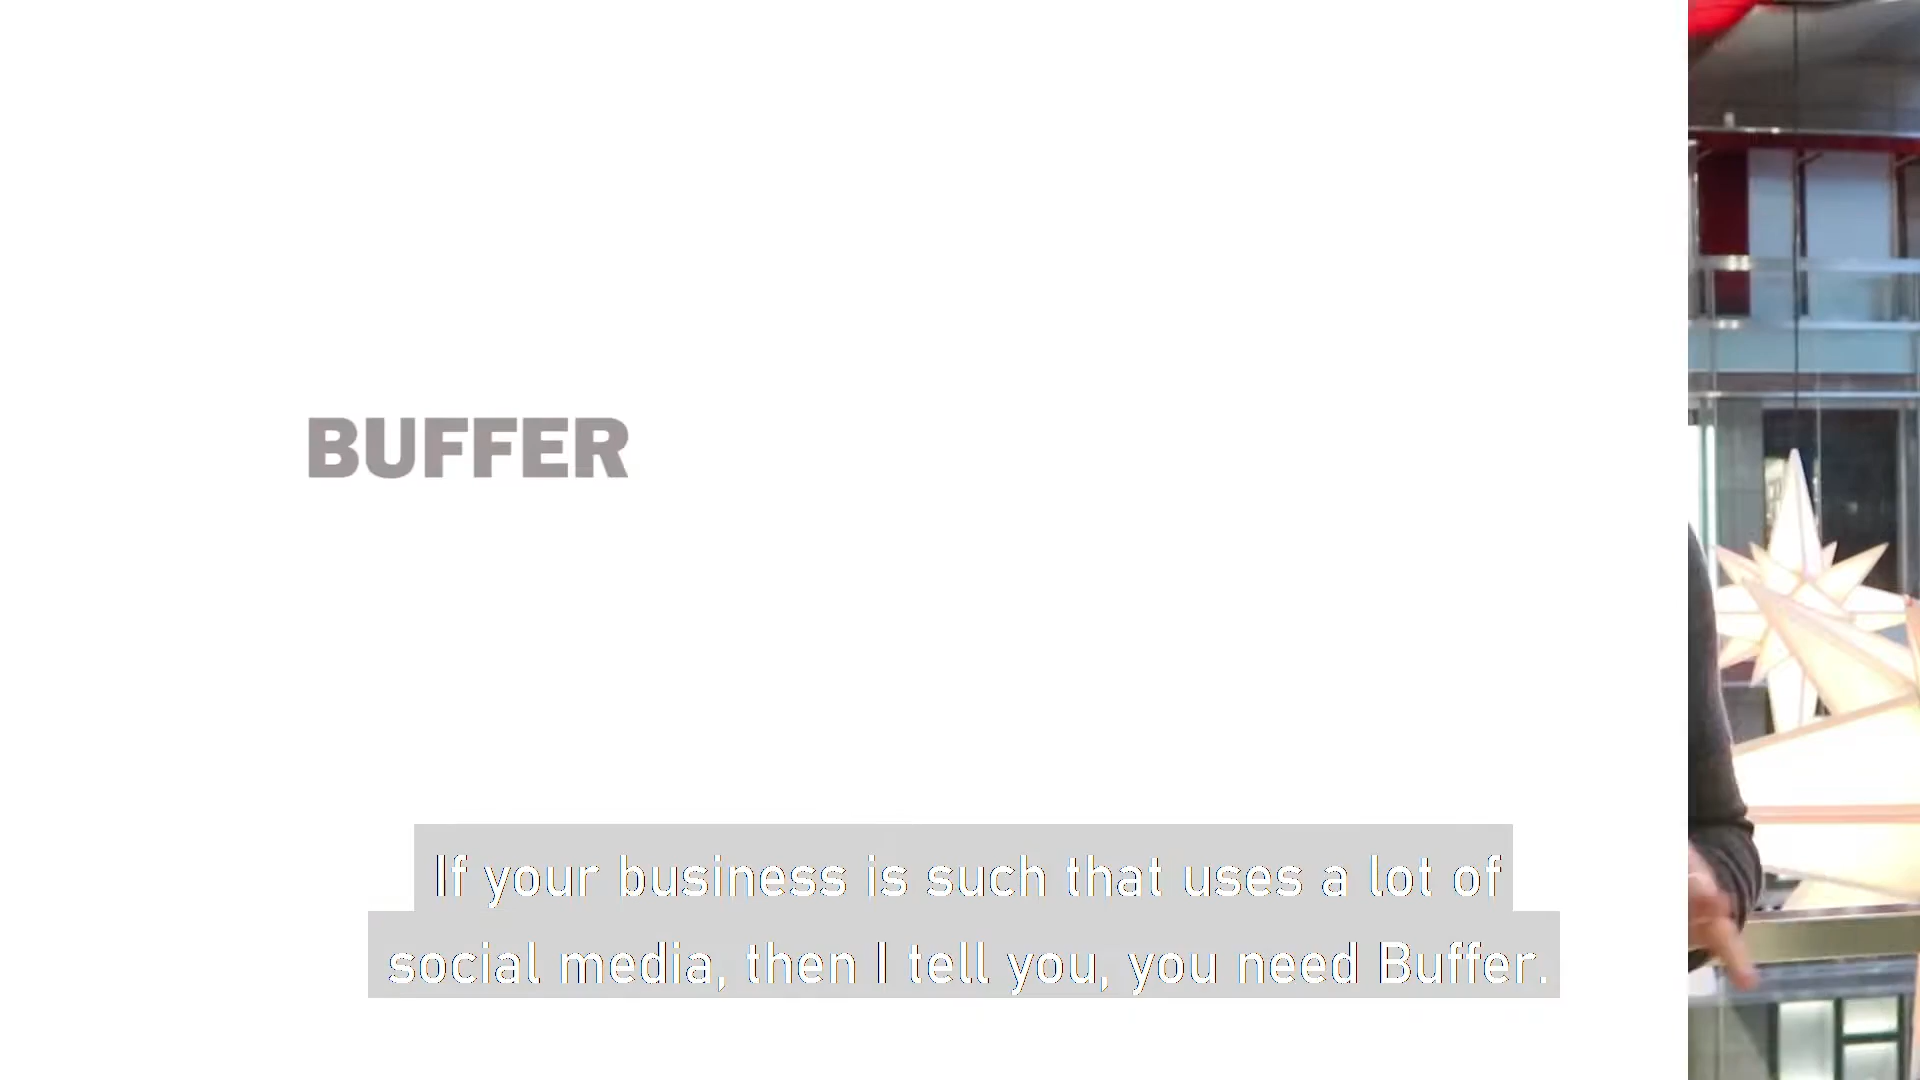 BUFFER
If your business is such that uses a lot of
social media, then I tell you, you need Buffer.